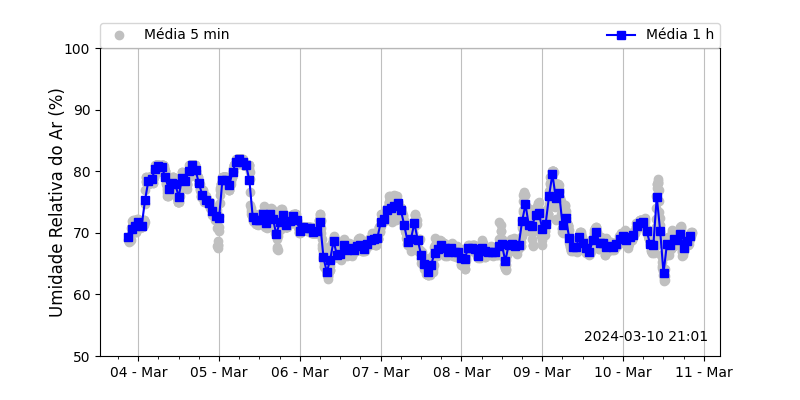 Média 5 min
Média 1 h
Umidade Relativa do Ar (%)
100
90
80
70
60
50
2024-03-10 21:01
04 - Mar
05 - Mar
06 - Mar
07 - Mar
08 - Mar
09 - Mar
10 - Mar
11 - Mar